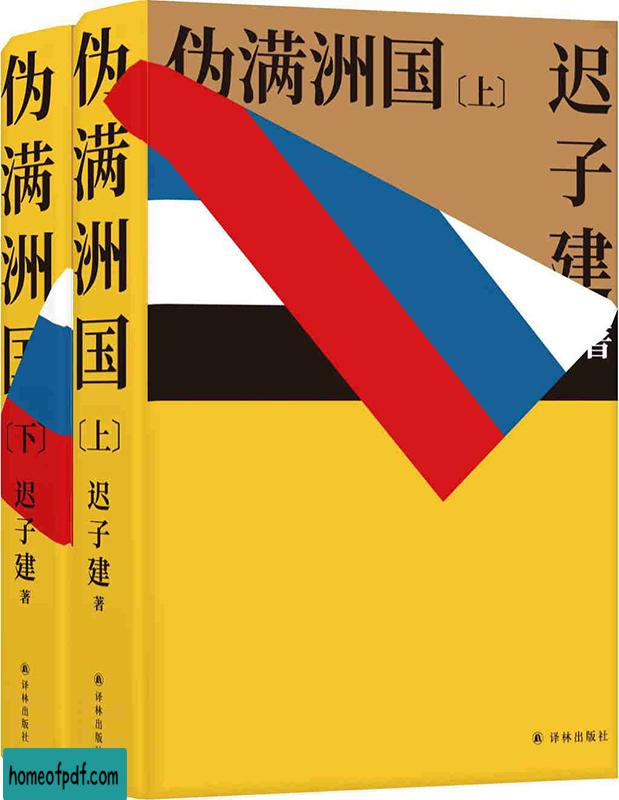 伪满洲国〔上〕
迟子建
著
译林出版社
伪满洲国
〔上〕
迟子建
著
译林出版社
伪满洲国
〔下〕
迟子建
著
译林出版社
homeofpdf.com